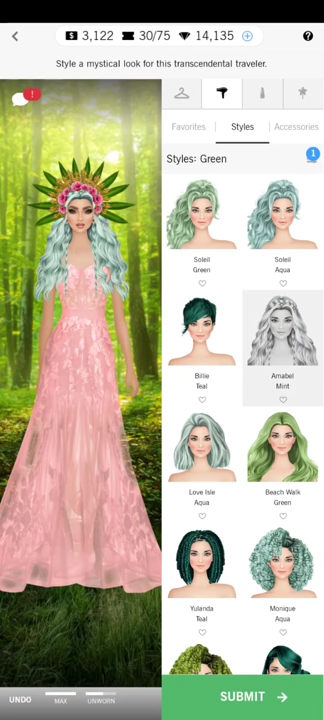 3,122
30/75
14,135
?
Style a mystical look for this transcendental traveler.
!
Favorites
Styles
Accessories
Styles: Green
1
Soleil
Green
Soleil
Aqua
Billie
Teal
Amabel
Mint
Love Isle
Aqua
Beach Walk
Green
Yulanda
Teal
Monique
Aqua
UNDO
MAX
UNWORN
SUBMIT